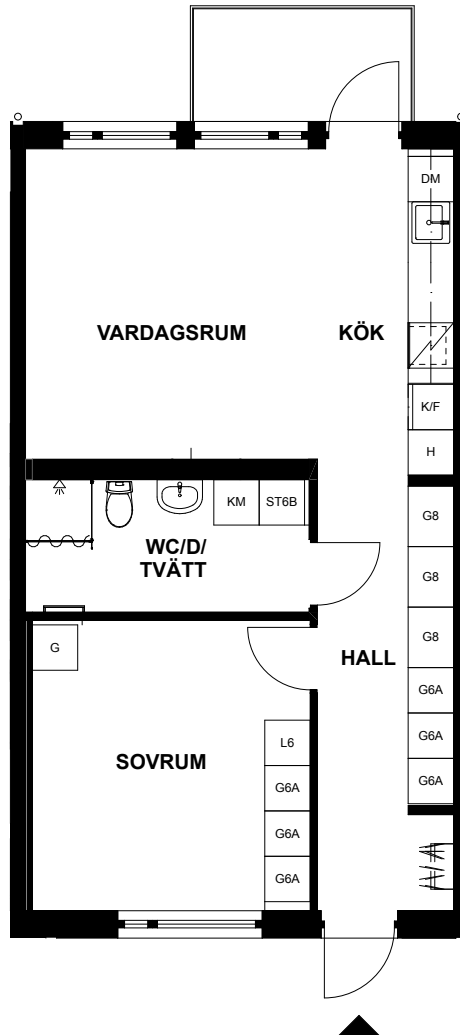 DM
VARDAGSRUM
KÖK
K/F
H
KM
ST6B
G8
WC/D/
TVÄTT
G8
G8
G
HALL
G6A
L6
G6A
SOVRUM
G6A
G6A
G6A
G6A